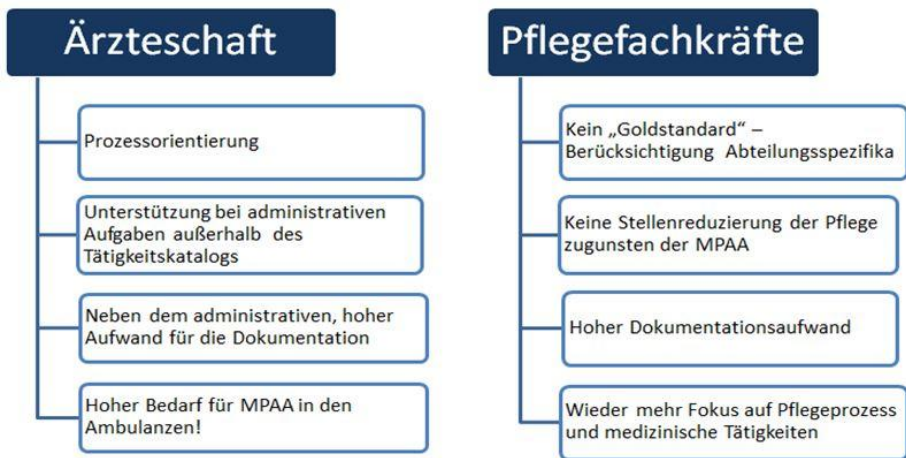 Ärzteschaft
Prozessorientierung
Unterstützung bei administrativen
Aufgaben außerhalb des
Tätigkeitskatalogs
Neben dem administrativen, hoher
Aufwand für die Dokumentation
Hoher Bedarf für MPAA in den
Ambulanzen!
Pflegefachkräfte
Kein „Goldstandard“ –
Berücksichtigung Abteilungsspezifika
Keine Stellenreduzierung der Pflege
zugunsten der MPAA
Hoher Dokumentationsaufwand
Wieder mehr Fokus auf Pflegeprozess
und medizinische Tätigkeiten